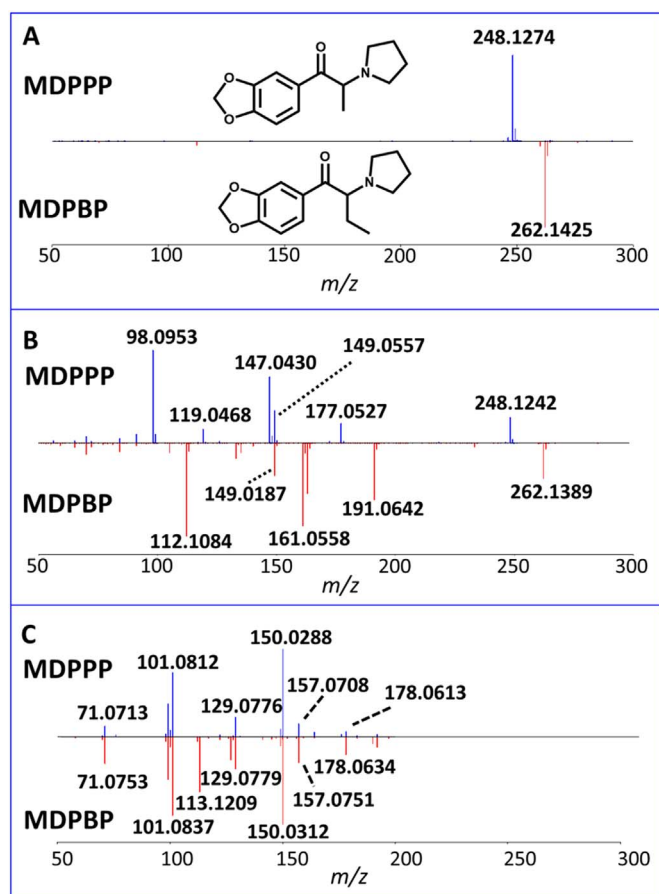 A
MDPPP
248.1274
O
O
O
N
MDPBP
O
O
O
N
262.1425
50
100
150
200
250
300
m/z
B
MDPPP
98.0953
119.0468
147.0430
149.0557
177.0527
248.1242
MDPBP
149.0187
112.1084
161.0558
191.0642
262.1389
50
100
150
200
250
300
m/z
C
MDPPP
71.0713
101.0812
129.0776
150.0288
157.0708
178.0613
71.0753
MDPBP
101.0837
113.1209
129.0779
150.0312
157.0751
178.0634
50
100
150
200
250
300
m/z